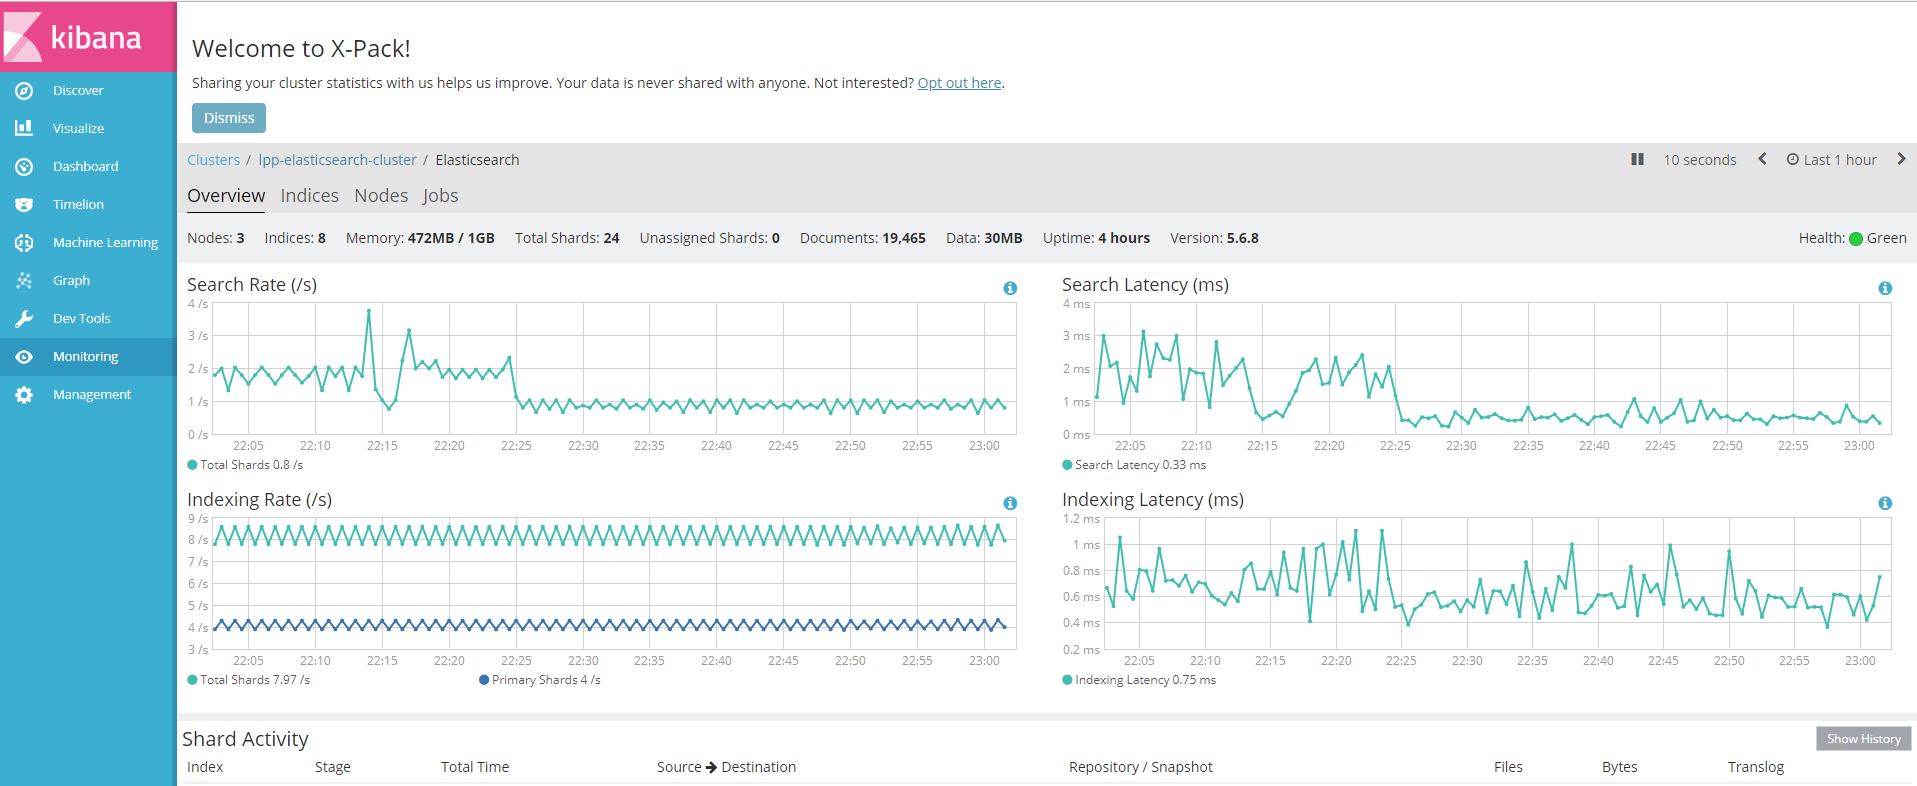 kibana
Discover
Visualize
Dashboard
Timelion
Machine Learning
Graph
Dev Tools
Monitoring
Management
Welcome to X-Pack!
Sharing your cluster statistics with us helps us improve. Your data is never shared with anyone. Not interested? Opt out here.
Dismiss
Clusters / lpp-elasticsearch-cluster / Elasticsearch
10 seconds Last 1 hour
Overview Indices Nodes Jobs
Nodes: 3 Indices: 8 Memory: 472MB / 1GB Total Shards: 24 Unassigned Shards: 0 Documents: 19,465 Data: 30MB Uptime: 4 hours Version: 5.6.8 Health: Green
Search Rate (/s)
4 /s
3 /s
2 /s
1 /s
0 /s
22:05 22:10 22:15 22:20 22:25 22:30 22:35 22:40 22:45 22:50 22:55 23:00
Total Shards 0.8 /s
Search Latency (ms)
4 ms
3 ms
2 ms
1 ms
0 ms
22:05 22:10 22:15 22:20 22:25 22:30 22:35 22:40 22:45 22:50 22:55 23:00
Search Latency 0.33 ms
Indexing Rate (/s)
9 /s
8 /s
7 /s
6 /s
5 /s
4 /s
3 /s
22:05 22:10 22:15 22:20 22:25 22:30 22:35 22:40 22:45 22:50 22:55 23:00
Total Shards 7.97 /s Primary Shards 4 /s
Indexing Latency (ms)
1.2 ms
1 ms
0.8 ms
0.6 ms
0.4 ms
0.2 ms
22:05 22:10 22:15 22:20 22:25 22:30 22:35 22:40 22:45 22:50 22:55 23:00
Indexing Latency 0.75 ms
Shard Activity
Show History
Index Stage Total Time Source → Destination Repository / Snapshot Files Bytes Translog